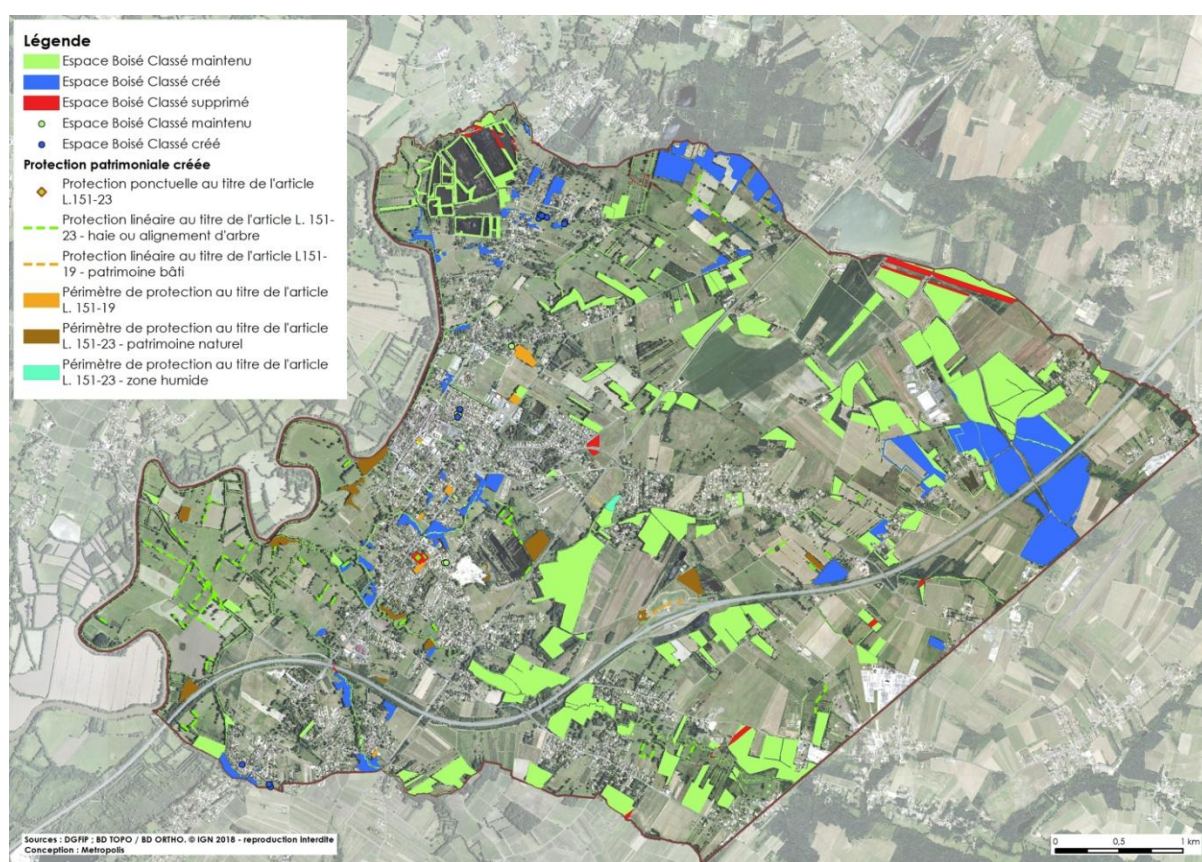 Légende
Espace Boisé Classé maintenu
Espace Boisé Classé créé
Espace Boisé Classé supprimé
Espace Boisé Classé maintenu
Espace Boisé Classé créé
Protection patrimoniale créée
Protection ponctuelle au titre de l'article
L.151-23
Protection linéaire au titre de l'article L. 151-
23 - haie ou alignement d'arbre
Protection linéaire au titre de l'article L151-
19 - patrimoine bâti
Périmètre de protection au titre de l'article
L. 151-19
Périmètre de protection au titre de l'article
L. 151-23 - patrimoine naturel
Périmètre de protection au titre de l'article
L. 151-23 - zone humide
Sources : DGFiP ; BD TOPO / BD ORTHO. © IGN 2018 - reproduction interdite
Conception : Metropolis
0 0,5 1 km